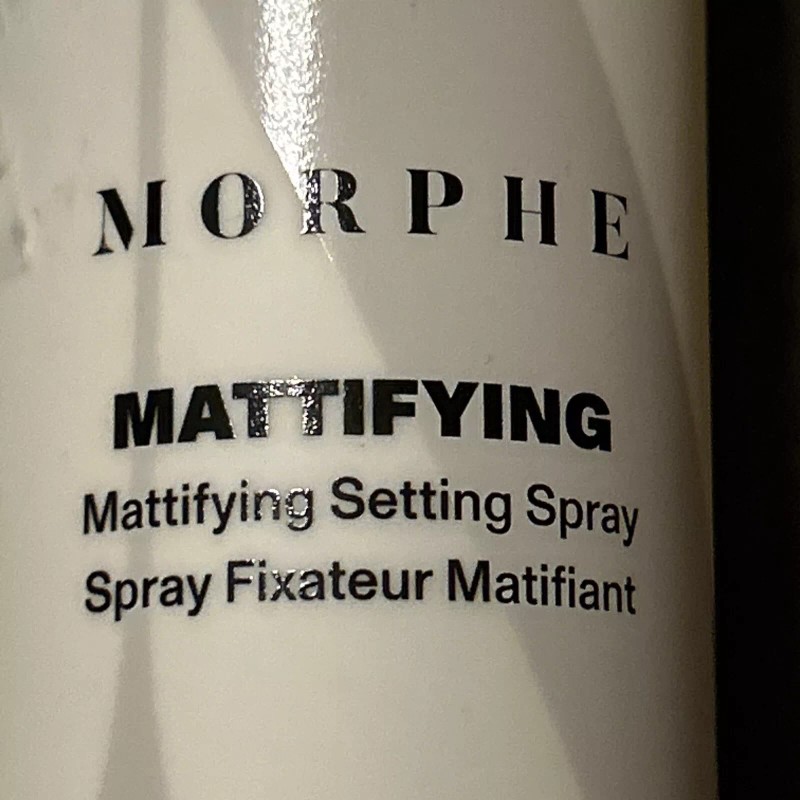 MORPHE
MATTIFYING
Mattifying Setting Spray
Spray Fixateur Matifiant